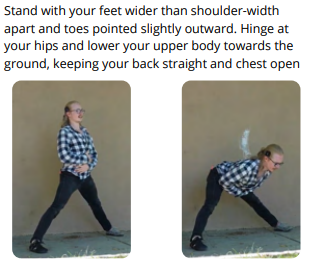 Stand with your feet wider than shoulder-width
apart and toes pointed slightly outward. Hinge at
your hips and lower your upper body towards the
ground, keeping your back straight and chest open